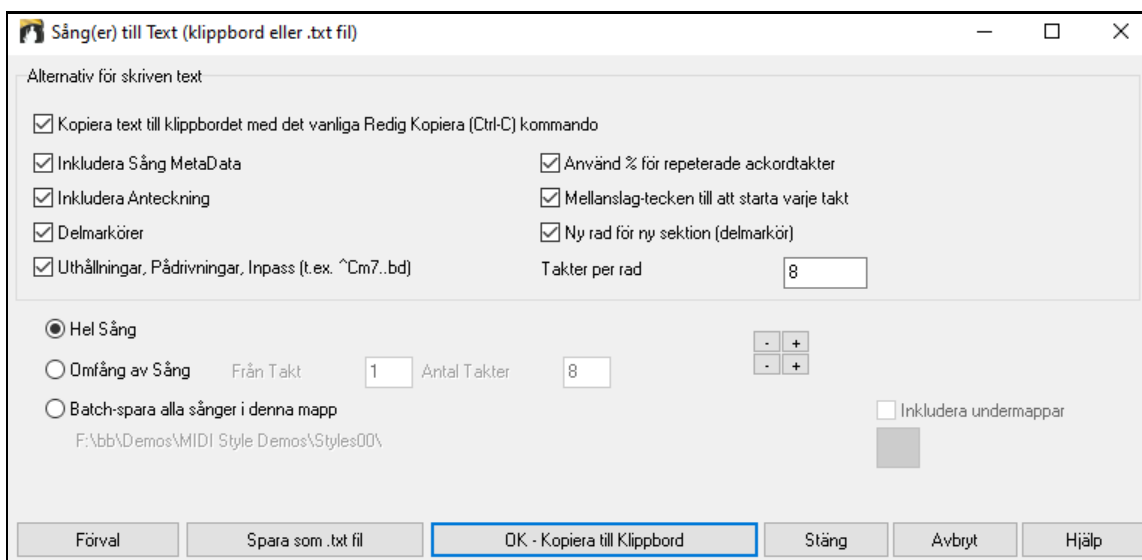 Sång(er) till Text (klippbord eller .txt fil)
Alternativ för skriven text
Kopiera text till klippbordet med det vanliga Redig Kopiera (Ctrl-C) kommando
Inkludera Sång MetaData
Använd % för repeterade ackordtakter
Inkludera Anteckning
Mellanslag-tecken till att starta varje takt
Delmarkörer
Ny rad för ny sektion (delmarkör)
Uthållningar, Pådrivningar, Inpass (t.ex. ^Cm7..bd)
Takter per rad 8
Hel Sång
- +
Omfång av Sång Från Takt 1 Antal Takter 8
- +
Batch-spara alla sånger i denna mapp
Inkludera undermappar
F:\bb\Demos\MIDI Style Demos\Styles00\
Förval Spara som .txt fil OK - Kopiera till Klippbord Stäng Avbryt Hjälp